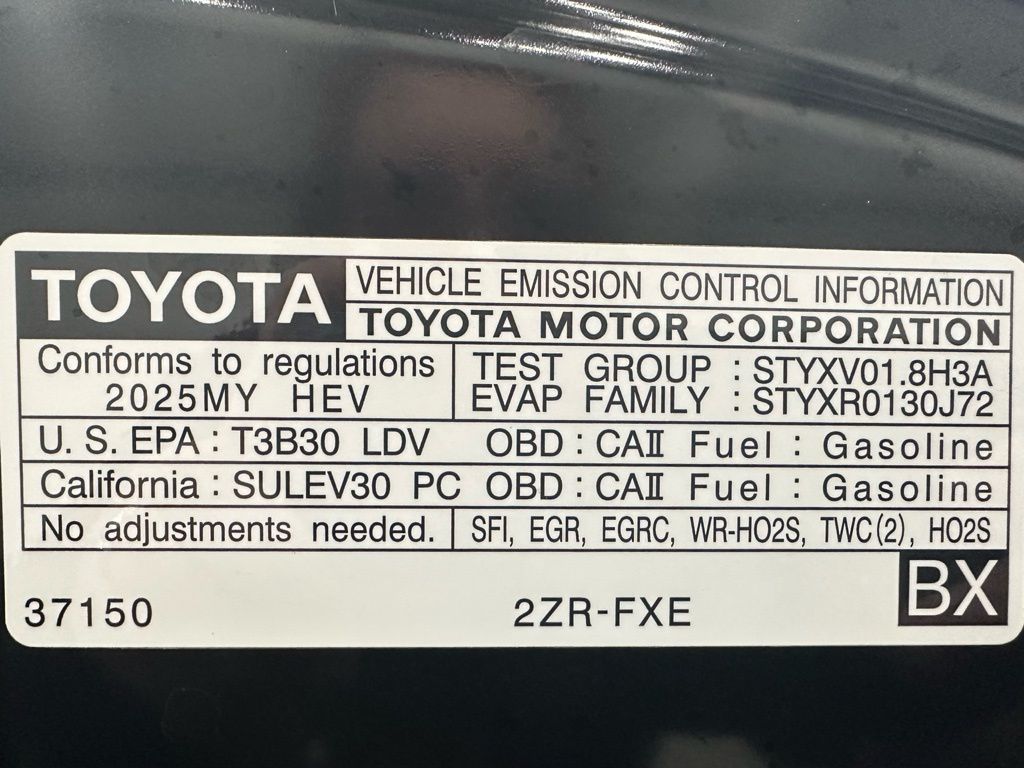 TOYOTA VEHICLE EMISSION CONTROL INFORMATION
TOYOTA MOTOR CORPORATION
Conforms to regulations
2025MY HEV
TEST GROUP : STYXV01.8H3A
EVAP FAMILY : STYXR0130J72
U. S. EPA : T3B30 LDV OBD : CAII Fuel : Gasoline
California : SULEV30 PC OBD : CAII Fuel : Gasoline
No adjustments needed. SFI, EGR, EGRC, WR-HO2S, TWC(2), HO2S
37150 2ZR-FXE BX